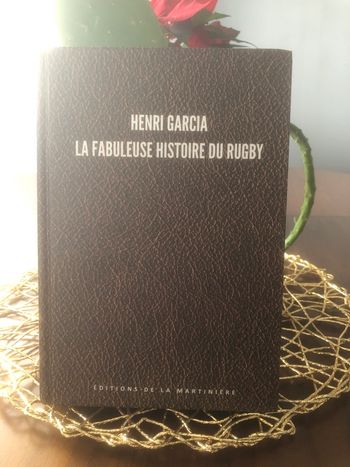 HENRI GARCIA
LA FABULEUSE HISTOIRE DU RUGBY
ÉDITIONS DE LA MARTINIÈRE